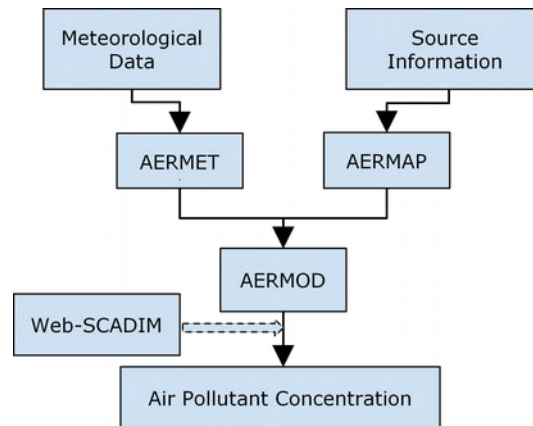 Meteorological
Data
Source
Information
AERMET
AERMAP
AERMOD
Web-SCADIM
Air Pollutant Concentration